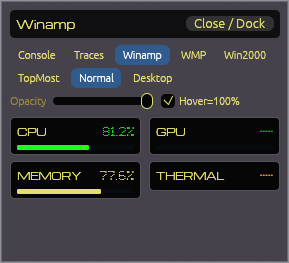 Winamp Close / Dock
Console Traces Winamp WMP Win2000
TopMost Normal Desktop
Opacity Hover=100%
CPU 81.2% GPU -----
MEMORY 77.6% THERMAL -----